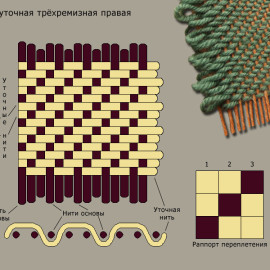 уточная трёхремизная правая
Уточные нити
1 2 3
Нити основы
Уточная
нить
Раппорт переплетения